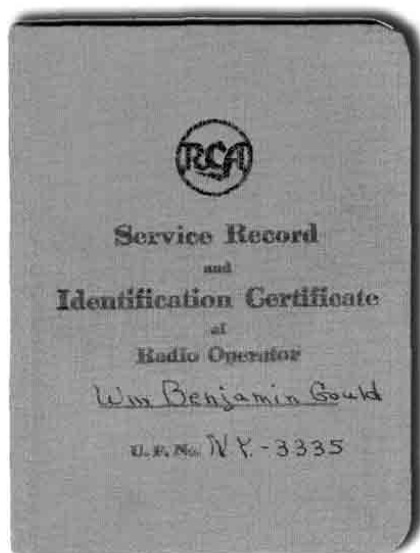 RCA
Service Record
and
Identification Certificate
of
Radio Operator
Wm Benjamin Gould
U. F. No. N.Y. - 3335